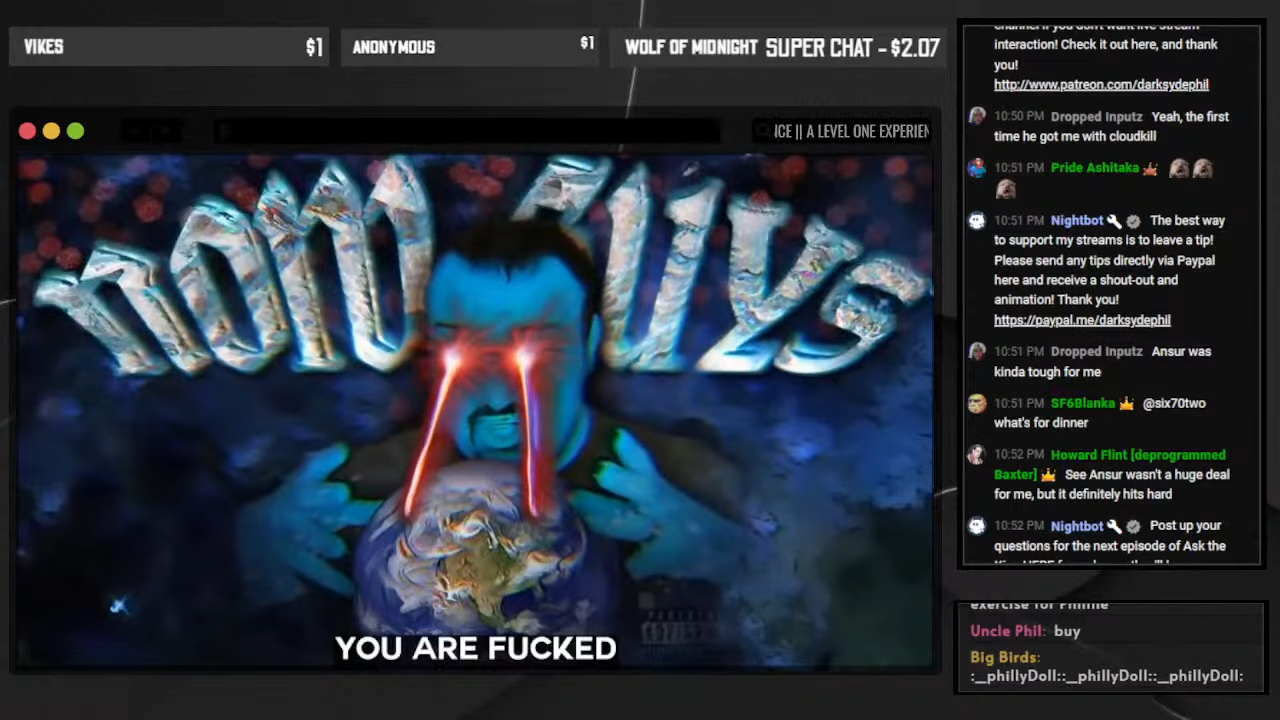 VIKES $1
ANONYMOUS $1
WOLF OF MIDNIGHT SUPER CHAT - $2.07
ICE || A LEVEL ONE EXPERIEN
YOU ARE FUCKED
channel if you don't want live stream
interaction! Check it out here, and thank
you!
http://www.patreon.com/darksydephil
10:50 PM Dropped Inputz Yeah, the first
time he got me with cloudkill
10:51 PM Pride Ashitaka
10:51 PM Nightbot The best way
to support my streams is to leave a tip!
Please send any tips directly via Paypal
here and receive a shout-out and
animation! Thank you!
https://paypal.me/darksydephil
10:51 PM Dropped Inputz Ansur was
kinda tough for me
10:51 PM SF6Blanka @six70two
what's for dinner
10:52 PM Howard Flint [deprogrammed
Baxter] See Ansur wasn't a huge deal
for me, but it definitely hits hard
10:52 PM Nightbot Post up your
questions for the next episode of Ask the
exercise for Phillie
Uncle Phil: buy
Big Birds:
:_phillyDoll::_phillyDoll::_phillyDoll: